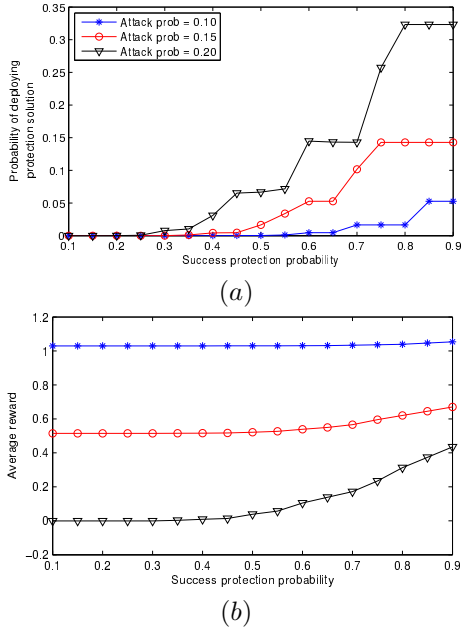 0.35
0.3
0.25
0.2
0.15
0.1
0.05
0
Probability of deploying
protection solution
Attack prob = 0.10
Attack prob = 0.15
Attack prob = 0.20
0.1 0.2 0.3 0.4 0.5 0.6 0.7 0.8 0.9
Success protection probability
(a)
1.2
1
0.8
0.6
0.4
0.2
0
−0.2
Average reward
0.1 0.2 0.3 0.4 0.5 0.6 0.7 0.8 0.9
Success protection probability
(b)